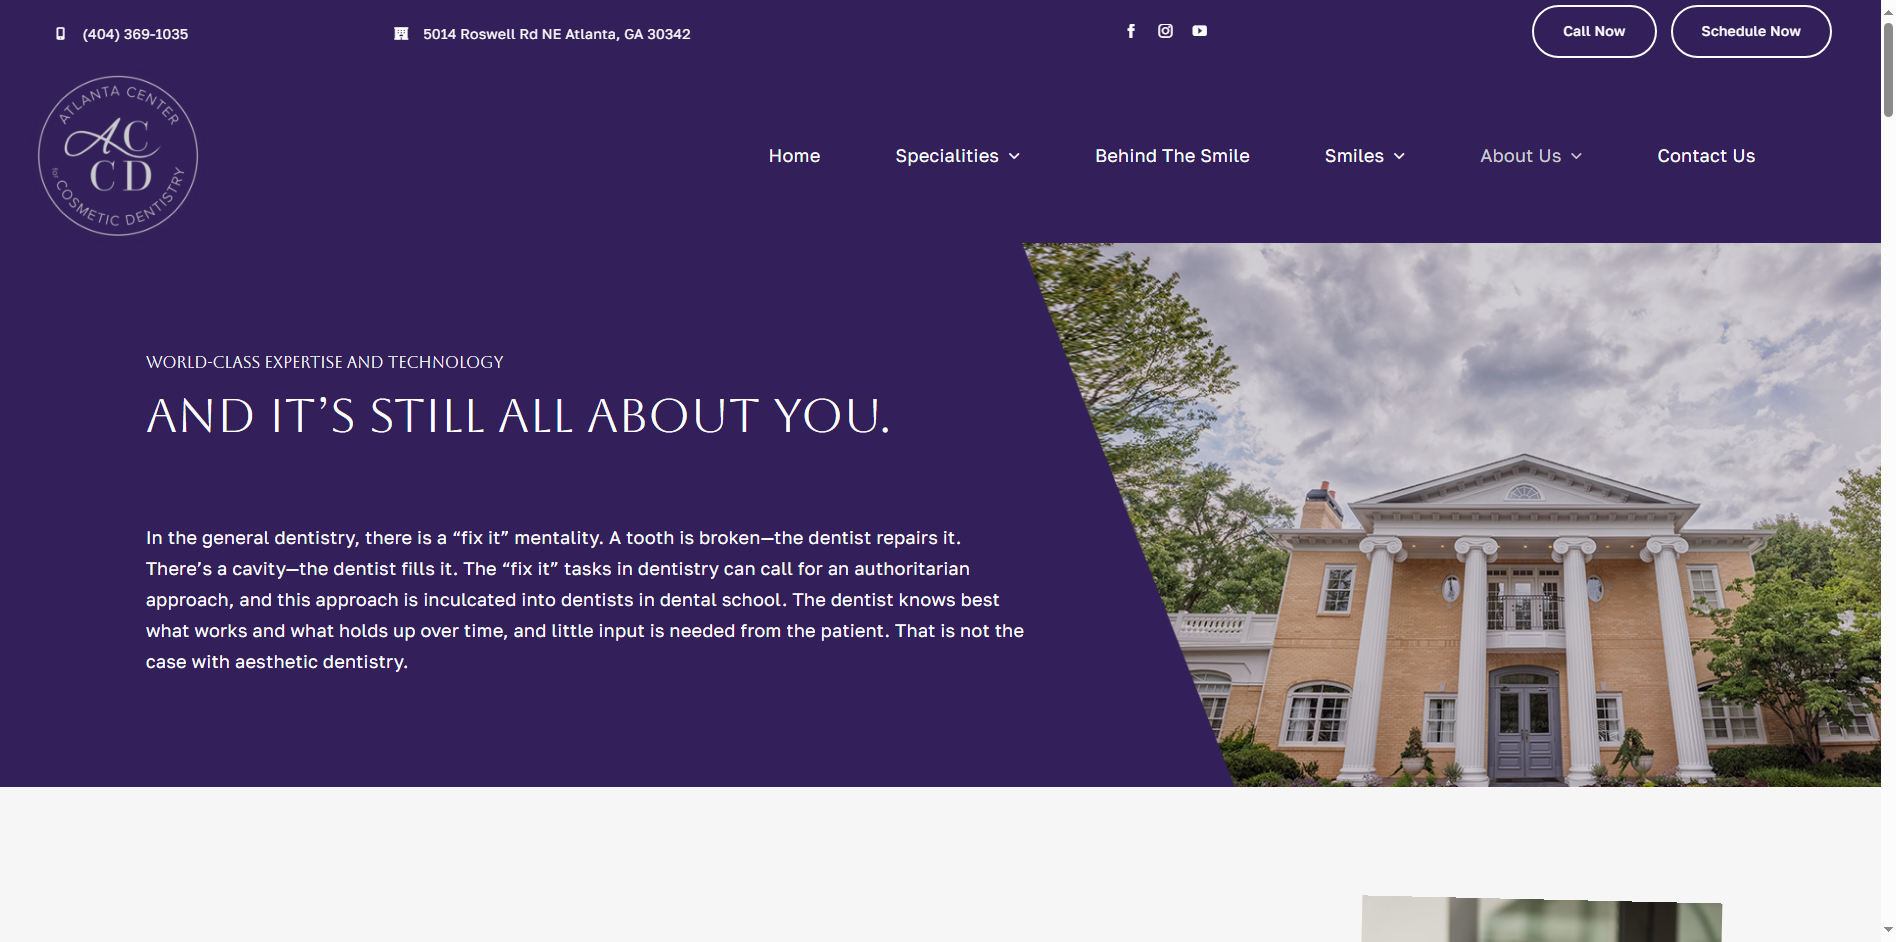 (404) 369-1035
5014 Roswell Rd NE Atlanta, GA 30342
Call Now
Schedule Now
ATLANTA CENTER
AC
CD
for COSMETIC DENTISTRY
Home
Specialities
Behind The Smile
Smiles
About Us
Contact Us
WORLD-CLASS EXPERTISE AND TECHNOLOGY
AND IT’S STILL ALL ABOUT YOU.
In the general dentistry, there is a “fix it” mentality. A tooth is broken—the dentist repairs it.
There’s a cavity—the dentist fills it. The “fix it” tasks in dentistry can call for an authoritarian
approach, and this approach is inculcated into dentists in dental school. The dentist knows best
what works and what holds up over time, and little input is needed from the patient. That is not the
case with aesthetic dentistry.